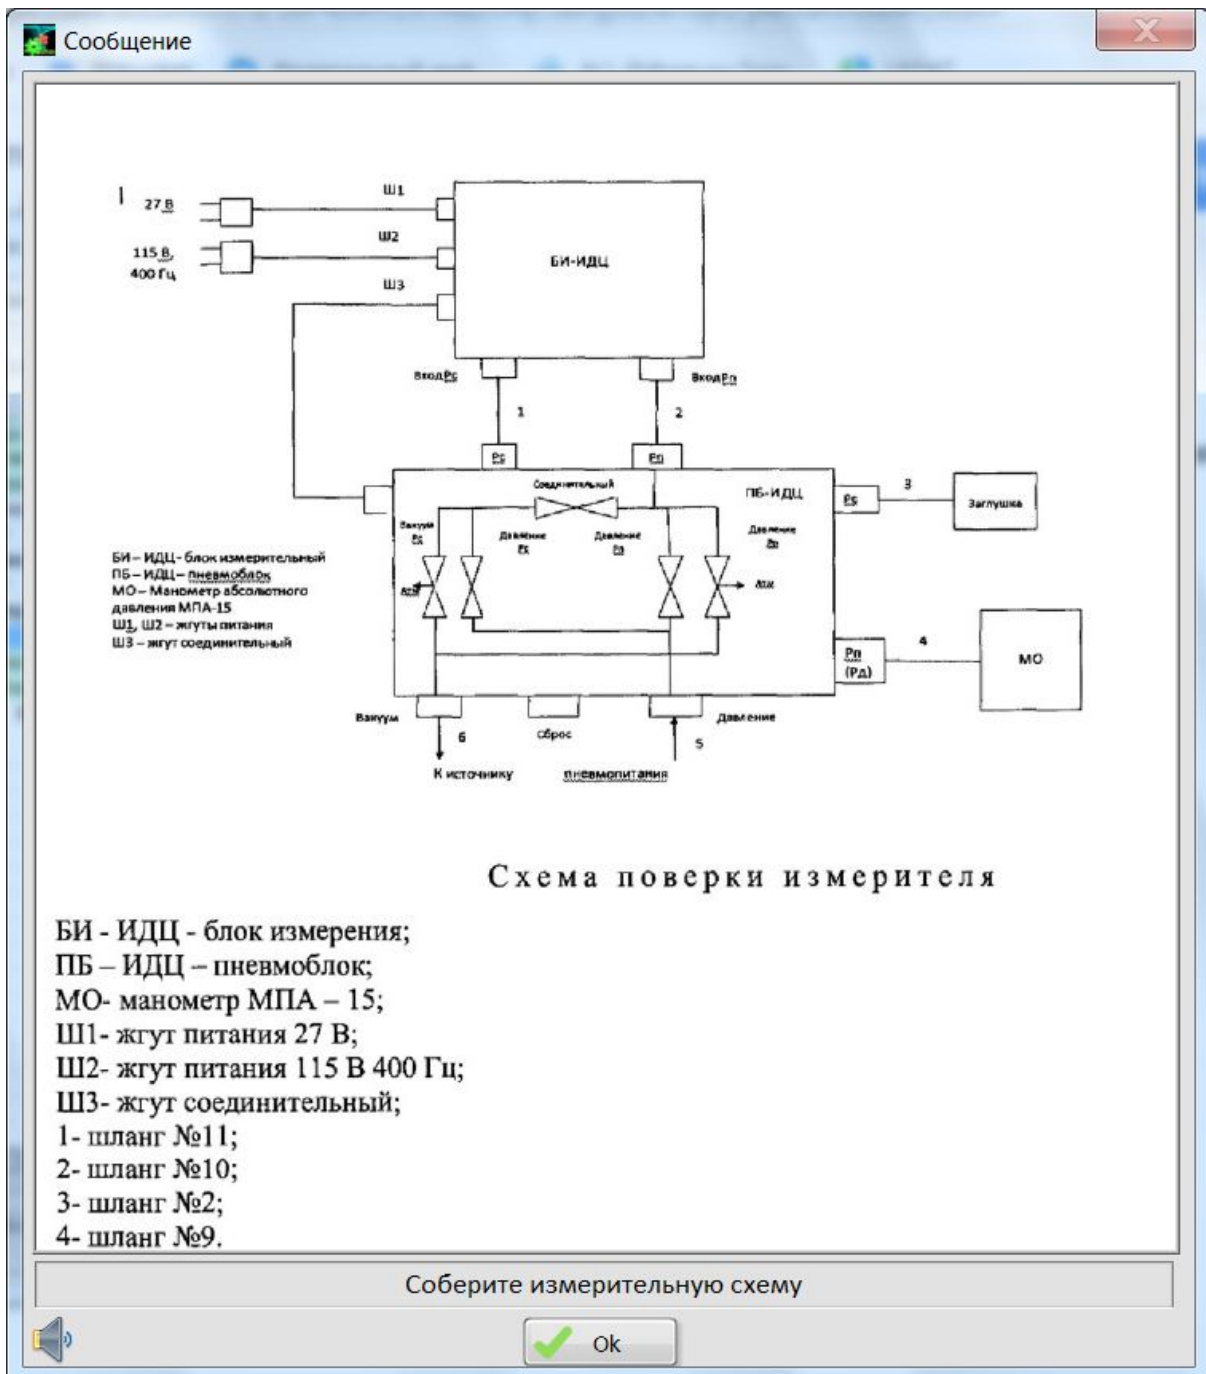 Сообщение
Ш1
27 В
Ш2
115 В,
400 Гц
БИ-ИДЦ
Ш3
Вход Рс
Вход Рп
1
2
Рс
Рп
Соединительный
ПБ-ИДЦ
Рс
3
Заглушка
Вакуум
Рс
Давление
Рс
Давление
Рп
Давление
Рп
БИ – ИДЦ - блок измерительный
ПБ – ИДЦ – пневмоблок
МО – Манометр абсолютного
давления МПА-15
Ш1, Ш2 – жгуты питания
Ш3 – жгут соединительный
Рп
(Рд)
4
МО
Вакуум
6
Сброс
5
Давление
К источнику
пневмопитания
Схема поверки измерителя
БИ - ИДЦ - блок измерения;
ПБ – ИДЦ – пневмоблок;
МО- манометр МПА – 15;
Ш1- жгут питания 27 В;
Ш2- жгут питания 115 В 400 Гц;
Ш3- жгут соединительный;
1- шланг №11;
2- шланг №10;
3- шланг №2;
4- шланг №9.
Соберите измерительную схему
Ok